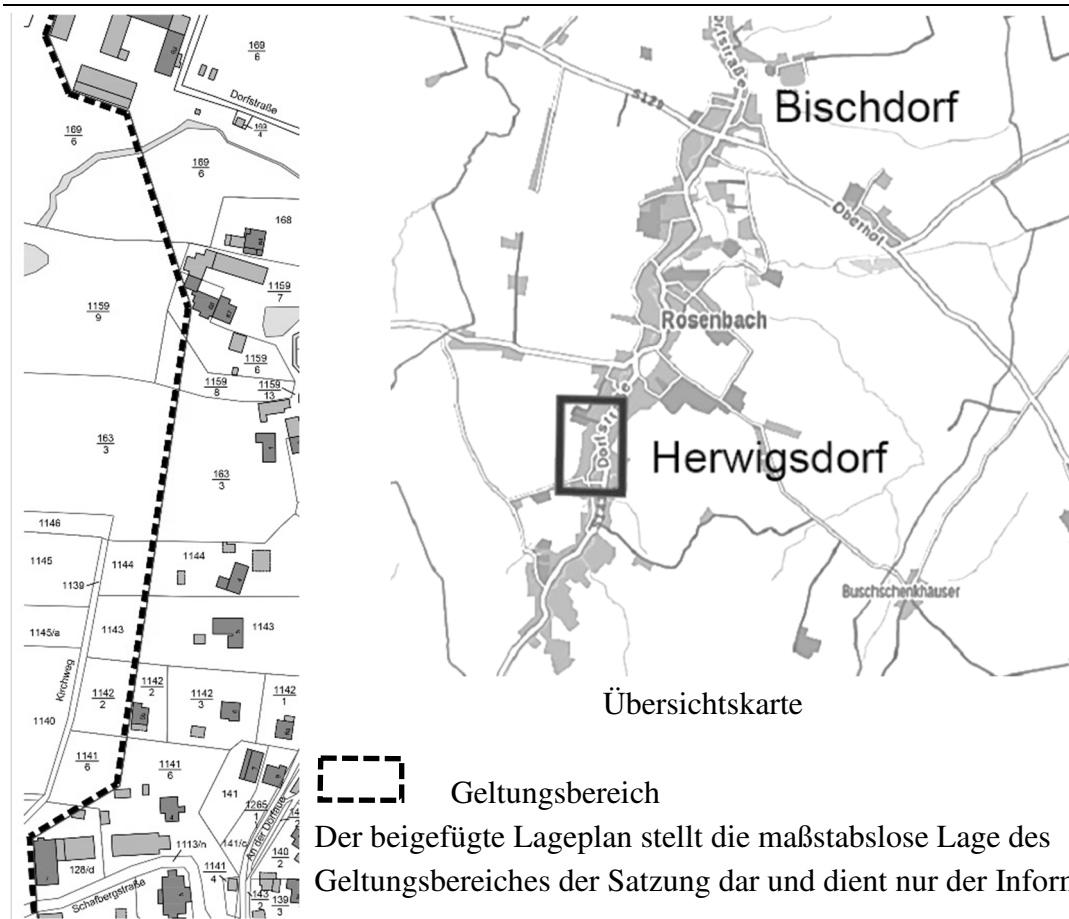 169
6
Dorfstraße
163
4
169
6
169
6
168
1159
7
1159
9
1159
6
1159
8
1159
13
163
3
163
3
1146
1145
1144
1144
1139
1145/a
1143
1143
Kirchweg
1142
2
1142
2
1142
3
1142
1
1140
1141
6
1141
6
141
1265
1
An der Dorfaue
141/c
140
2
1113/n
128/d
1141
4
143
2
139
3
Schafbergstraße
S129
Bischdorf
Oberhof
Rosenbach
Dorfstraße
Herwigsdorf
Buschschenkhäuser
Übersichtskarte
Geltungsbereich
Der beigefügte Lageplan stellt die maßstabslose Lage des
Geltungsbereiches der Satzung dar und dient nur der Inform